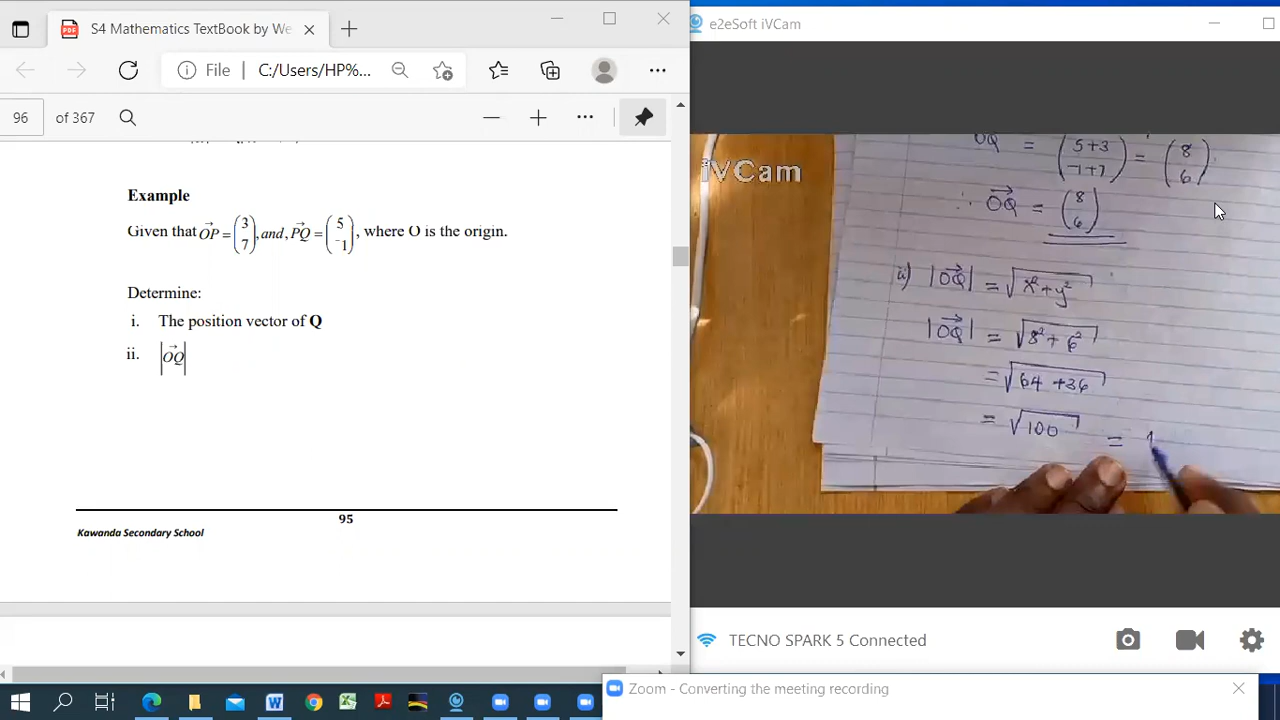 S4 Mathematics TextBook by We
File
C:/Users/HP%...
96 of 367
Example
Given that OP = (3 7), and, PQ = (5 -1), where O is the origin.
Determine:
i. The position vector of Q
ii. |OQ|
95
Kawanda Secondary School
e2eSoft iVCam
iVCam
OQ = (5+3 -1+7) = (8 6)
∴ OQ = (8 6)
ii) |OQ| = √x²+y²
|OQ| = √8²+6²
= √64+36
= √100 = 1
TECNO SPARK 5 Connected
Zoom - Converting the meeting recording